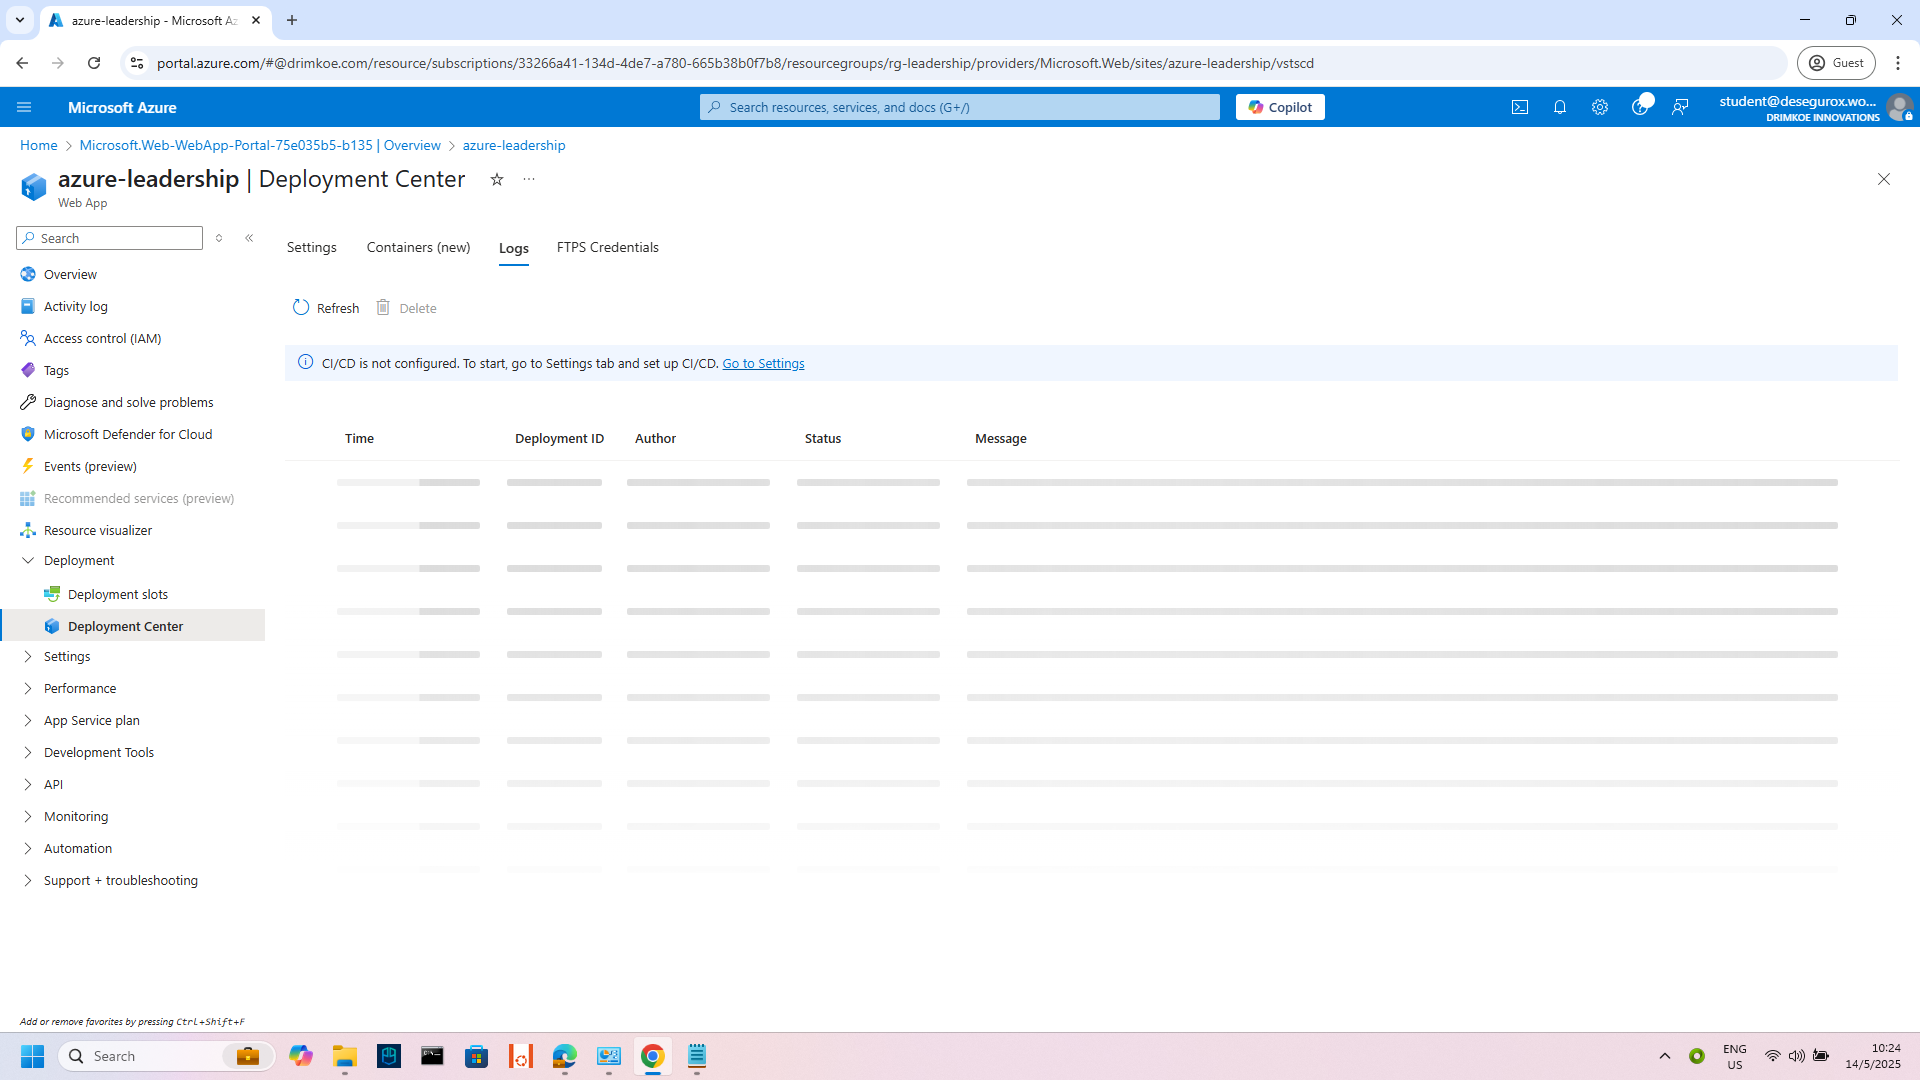 azure-leadership - Microsoft Az
portal.azure.com/#@drimkoe.com/resource/subscriptions/33266a41-134d-4de7-a780-665b38b0f7b8/resourcegroups/rg-leadership/providers/Microsoft.Web/sites/azure-leadership/vstscd
Guest
Microsoft Azure
Search resources, services, and docs (G+/)
Copilot
student@desegurox.wo...
DRIMKOE INNOVATIONS
Home > Microsoft.Web-WebApp-Portal-75e035b5-b135 | Overview > azure-leadership
azure-leadership | Deployment Center
Web App
Search
Overview
Activity log
Access control (IAM)
Tags
Diagnose and solve problems
Microsoft Defender for Cloud
Events (preview)
Recommended services (preview)
Resource visualizer
Deployment
Deployment slots
Deployment Center
Settings
Performance
App Service plan
Development Tools
API
Monitoring
Automation
Support + troubleshooting
Add or remove favorites by pressing Ctrl+Shift+F
Settings Containers (new) Logs FTPS Credentials
Refresh Delete
CI/CD is not configured. To start, go to Settings tab and set up CI/CD. Go to Settings
Time Deployment ID Author Status Message
Search
ENG
US
10:24
14/5/2025